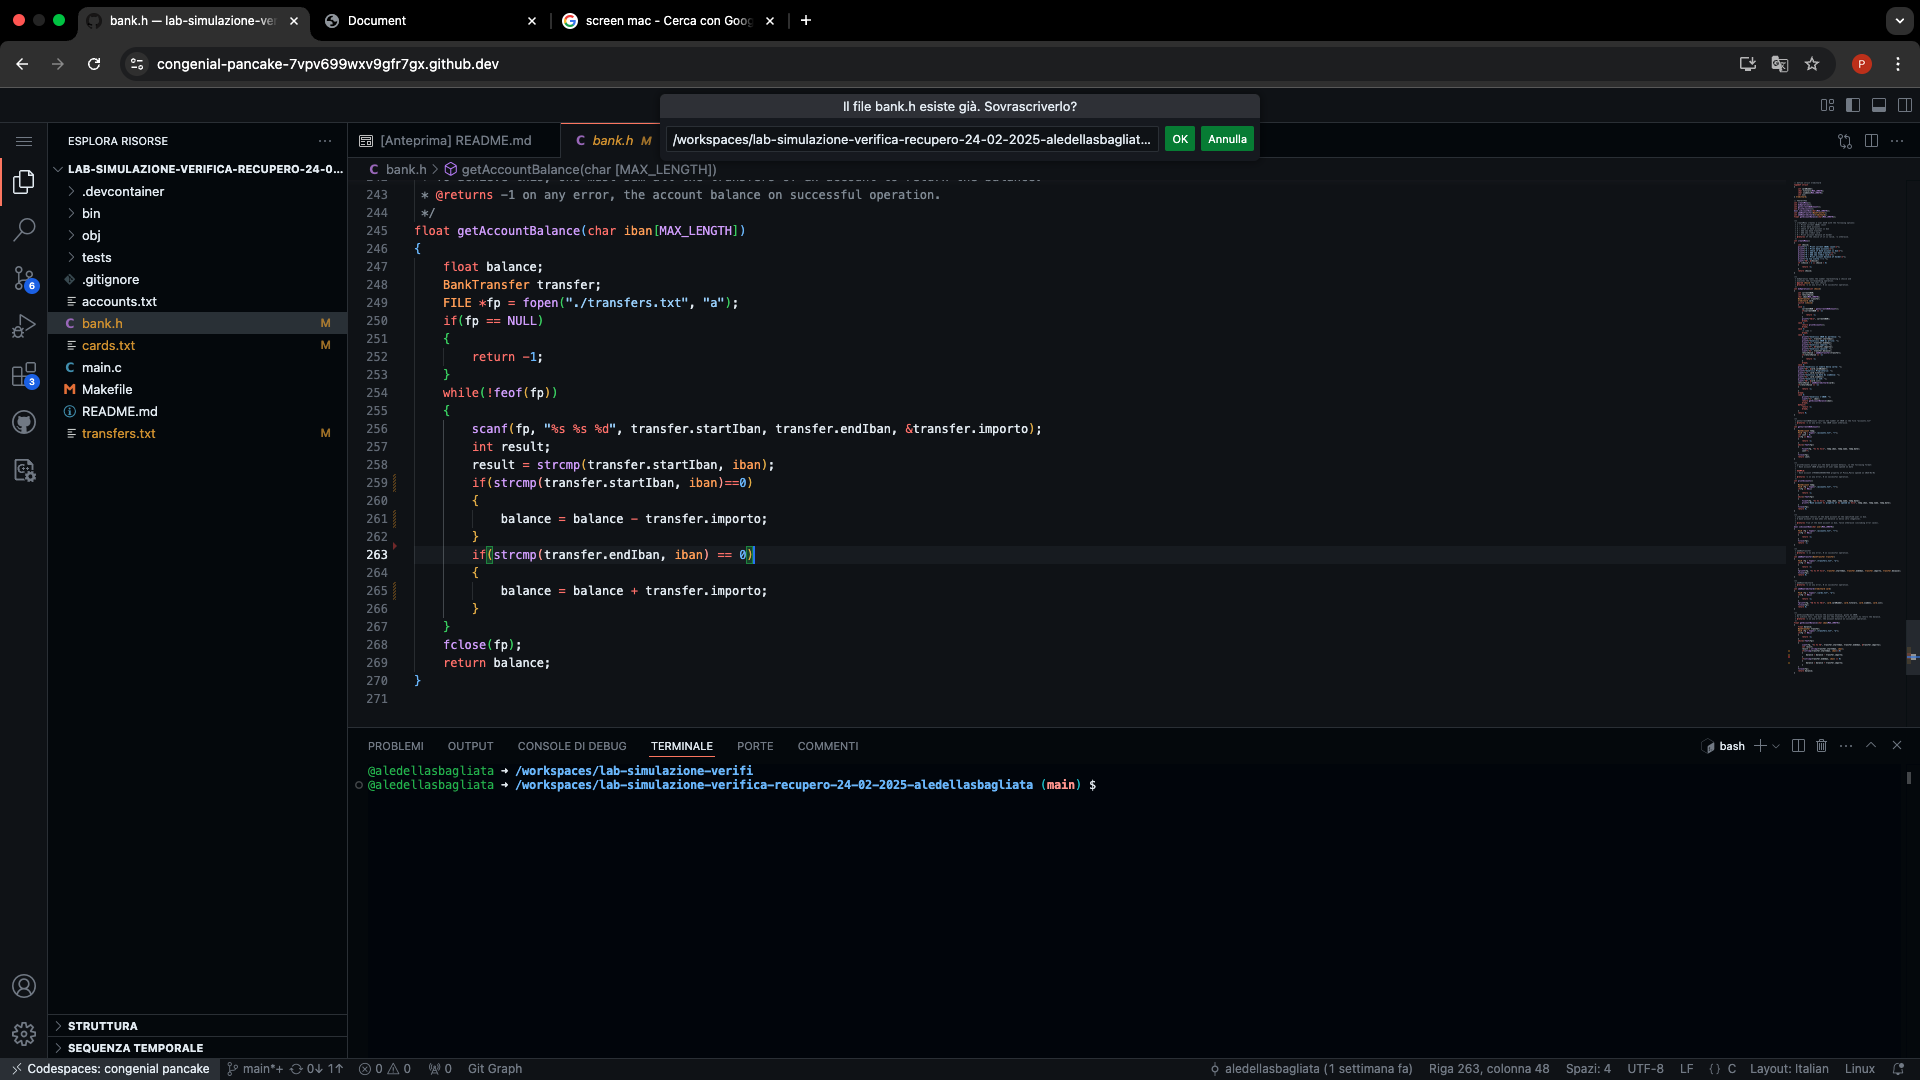 bank.h — lab-simulazione-ver
Document
screen mac - Cerca con Goog
congenial-pancake-7vpv699wxv9gfr7gx.github.dev
P
Il file bank.h esiste già. Sovrascriverlo?
/workspaces/lab-simulazione-verifica-recupero-24-02-2025-aledellasbagliat...
OK
Annulla
ESPLORA RISORSE
[Anteprima] README.md
C bank.h M
C bank.h > getAccountBalance(char [MAX_LENGTH])
LAB-SIMULAZIONE-VERIFICA-RECUPERO-24-0...
.devcontainer
bin
obj
tests
.gitignore
accounts.txt
C bank.h M
cards.txt M
C main.c
M Makefile
README.md
transfers.txt M
6
3
243 * @returns -1 on any error, the account balance on successful operation.
244 */
245 float getAccountBalance(char iban[MAX_LENGTH])
246 {
247 float balance;
248 BankTransfer transfer;
249 FILE *fp = fopen("./transfers.txt", "a");
250 if(fp == NULL)
251 {
252 return -1;
253 }
254 while(!feof(fp))
255 {
256 scanf(fp, "%s %s %d", transfer.startIban, transfer.endIban, &transfer.importo);
257 int result;
258 result = strcmp(transfer.startIban, iban);
259 if(strcmp(transfer.startIban, iban)==0)
260 {
261 balance = balance - transfer.importo;
262 }
263 if(strcmp(transfer.endIban, iban) == 0)
264 {
265 balance = balance + transfer.importo;
266 }
267 }
268 fclose(fp);
269 return balance;
270 }
271
PROBLEMI OUTPUT CONSOLE DI DEBUG TERMINALE PORTE COMMENTI
bash
@aledellasbagliata ➜ /workspaces/lab-simulazione-verifi
@aledellasbagliata ➜ /workspaces/lab-simulazione-verifica-recupero-24-02-2025-aledellasbagliata (main) $
STRUTTURA
SEQUENZA TEMPORALE
Codespaces: congenial pancake
main*+ 0↓ 1↑
0 0
0
Git Graph
aledellasbagliata (1 settimana fa)
Riga 263, colonna 48
Spazi: 4
UTF-8
LF
{ } C
Layout: Italian
Linux